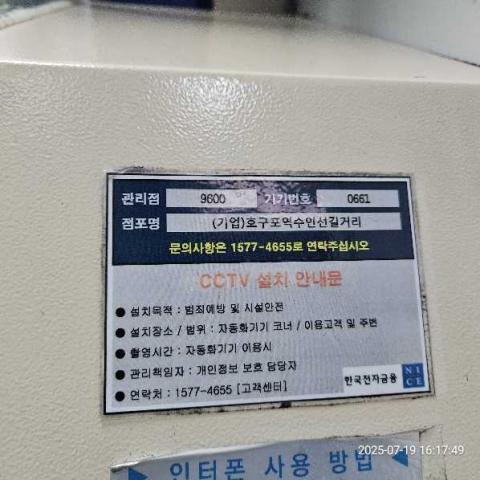 관리점 9600 기기번호 0661
점포명 (기업)호구포역수인선길거리
문의사항은 1577-4655로 연락주십시오
CCTV 설치 안내문
● 설치목적 : 범죄예방 및 시설안전
● 설치장소 / 범위 : 자동화기기 코너 / 이용고객 및 주변
● 촬영시간 : 자동화기기 이용시
● 관리책임자 : 개인정보 보호 담당자
● 연락처 : 1577-4655 [고객센터]
한국전자금융 NICE
▶ 인터폰 사용 방법 ◀
2025-07-19 16:17:49